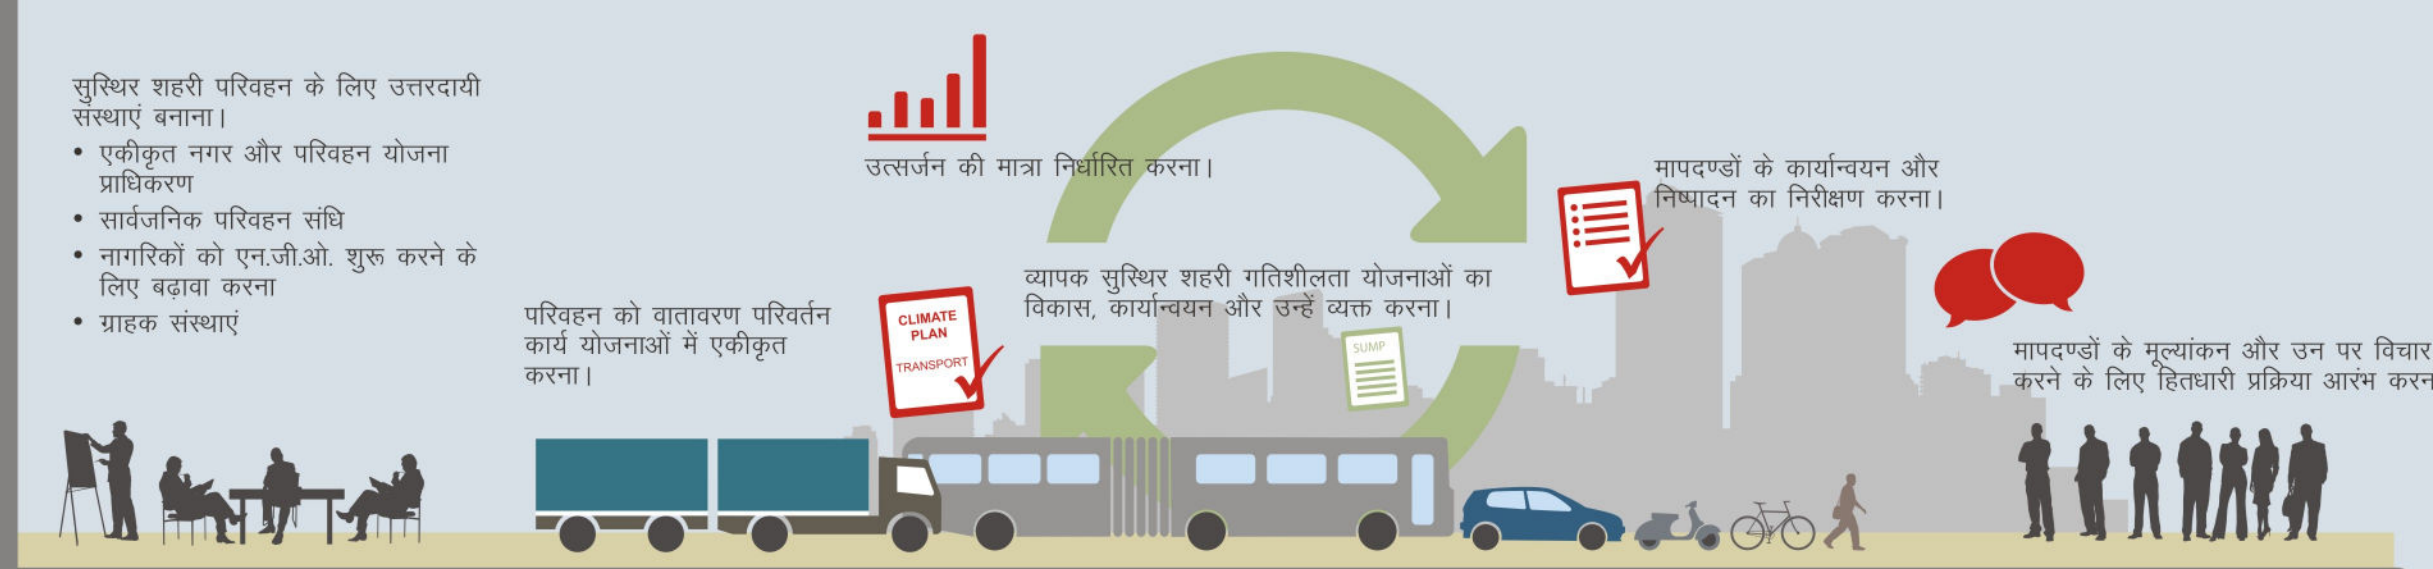 सुस्थिर शहरी परिवहन के लिए उत्तरदायी
संस्थाएं बनाना।
• एकीकृत नगर और परिवहन योजना
प्राधिकरण
• सार्वजनिक परिवहन संधि
• नागरिकों को एन.जी.ओ. शुरू करने के
लिए बढ़ावा करना
• ग्राहक संस्थाएं
परिवहन को वातावरण परिवर्तन
कार्य योजनाओं में एकीकृत
करना।
CLIMATE
PLAN
TRANSPORT
उत्सर्जन की मात्रा निर्धारित करना।
व्यापक सुस्थिर शहरी गतिशीलता योजनाओं का
विकास, कार्यान्वयन और उन्हें व्यक्त करना।
SUMP
मापदण्डों के कार्यान्वयन और
निष्पादन का निरीक्षण करना।
मापदण्डों के मूल्यांकन और उन पर विचार
करने के लिए हितधारी प्रक्रिया आरंभ